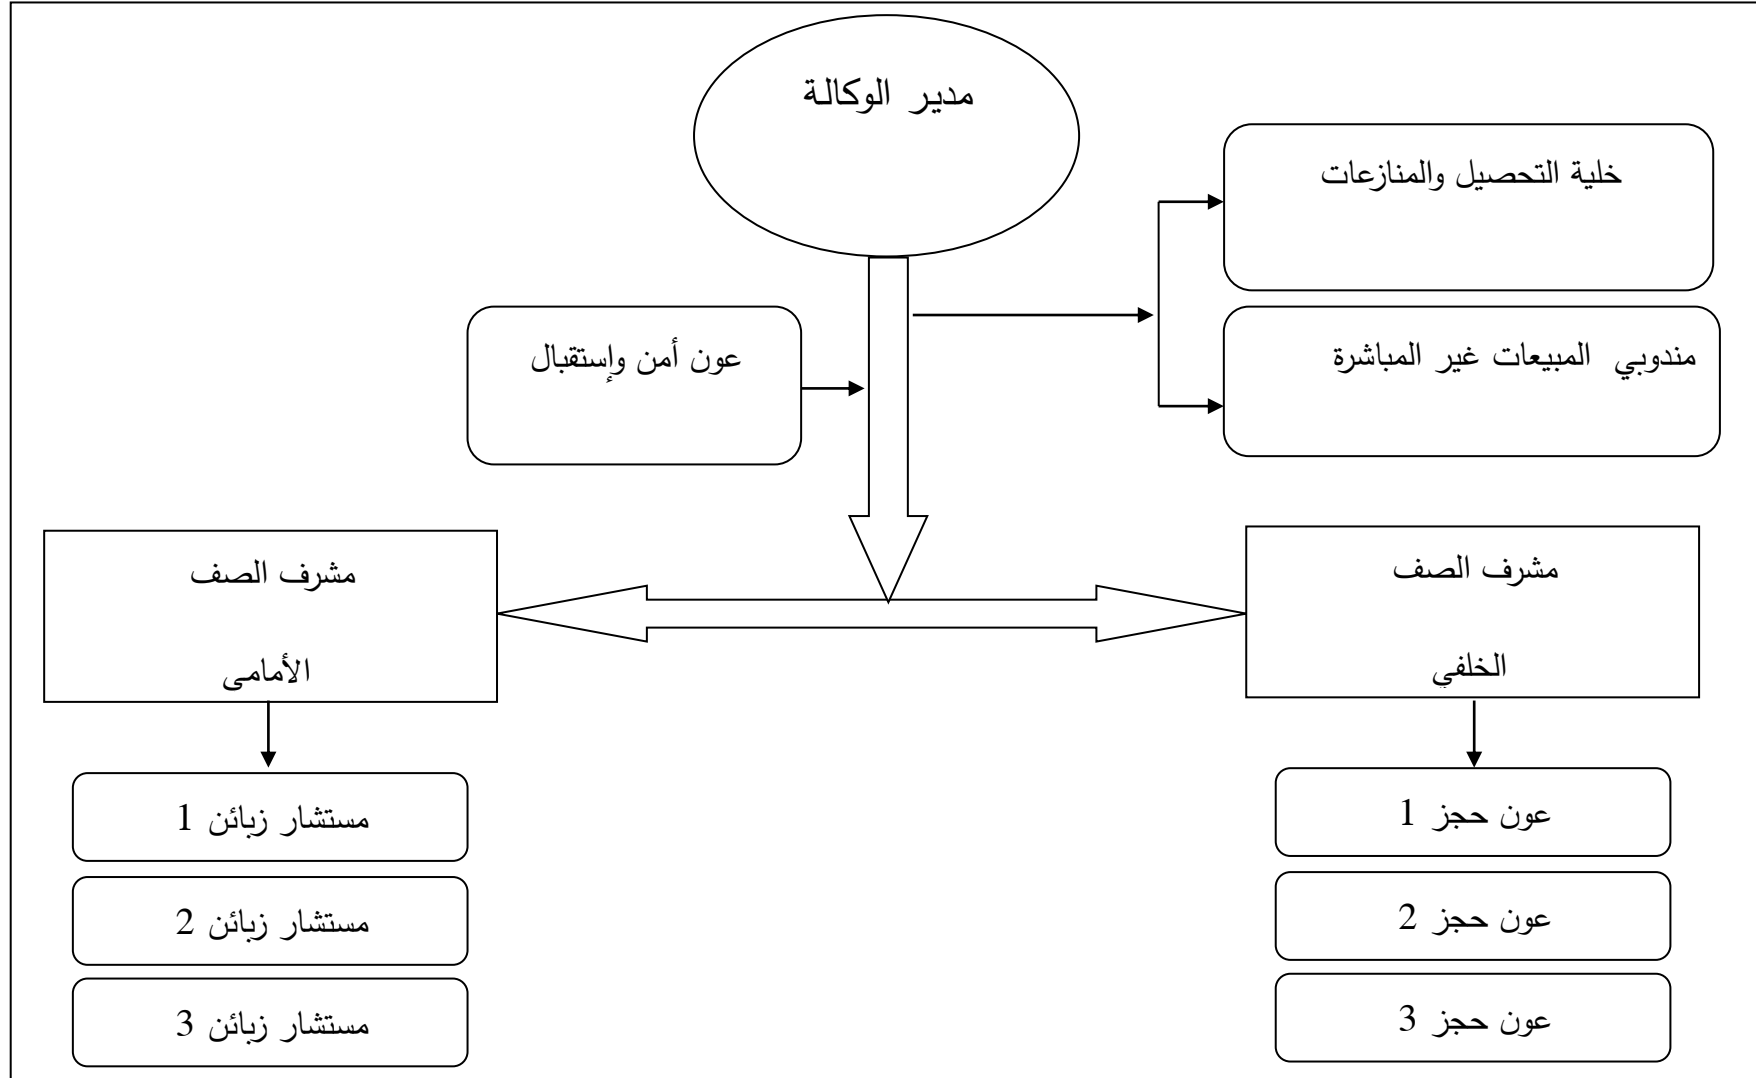 مدير الوكالة
خلية التحصيل والمنازعات
مندوبي المبيعات غير المباشرة
عون أمن وإستقبال
مشرف الصف
الخلفي
مشرف الصف
الأمامى
عون حجز 1
عون حجز 2
عون حجز 3
مستشار زبائن 1
مستشار زبائن 2
مستشار زبائن 3